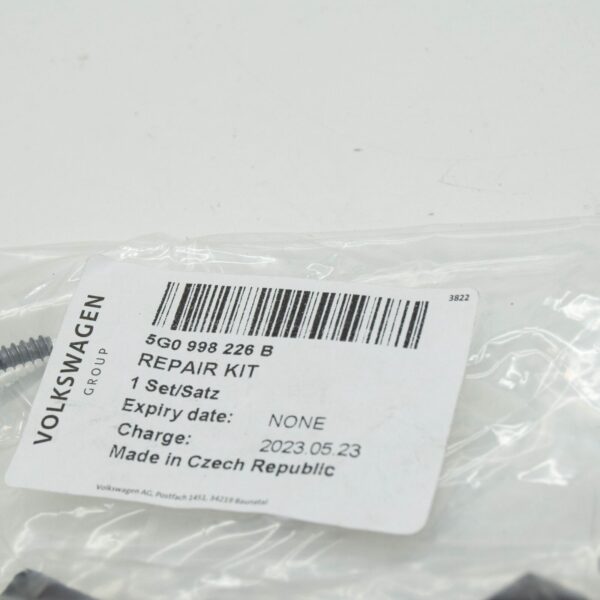 3822
VOLKSWAGEN
GROUP
5G0 998 226 B
REPAIR KIT
1 Set/Satz
Expiry date: NONE
Charge: 2023.05.23
Made in Czech Republic
Volkswagen AG, Postfach 1451, 34219 Baunatal